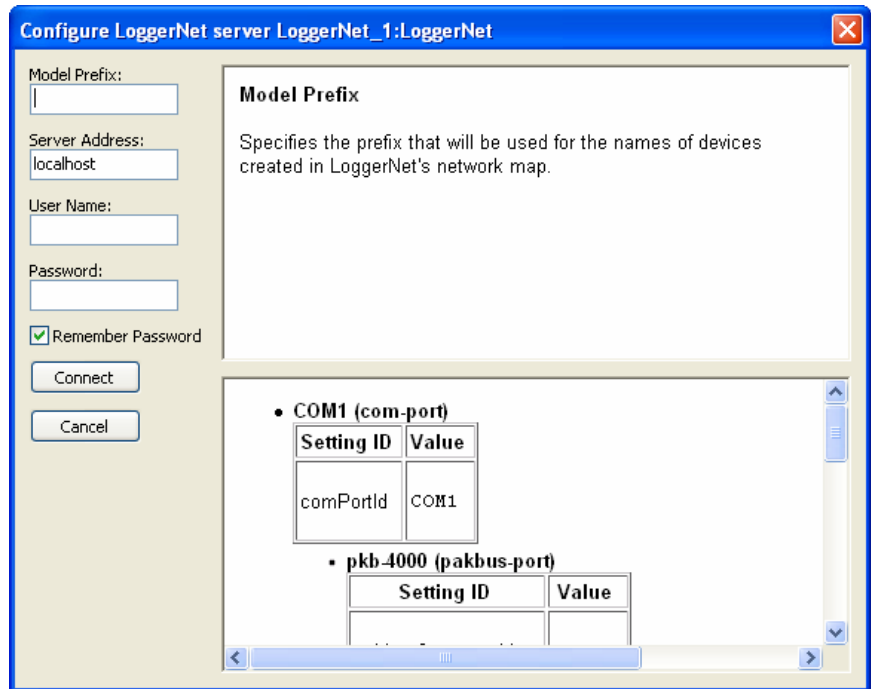 Configure LoggerNet server LoggerNet_1:LoggerNet
Model Prefix:
Server Address:
localhost
User Name:
Password:
Remember Password
Connect
Cancel
Model Prefix
Specifies the prefix that will be used for the names of devices
created in LoggerNet's network map.
• COM1 (com-port)
Setting ID Value
comPortId COM1
▪ pkb-4000 (pakbus-port)
Setting ID Value